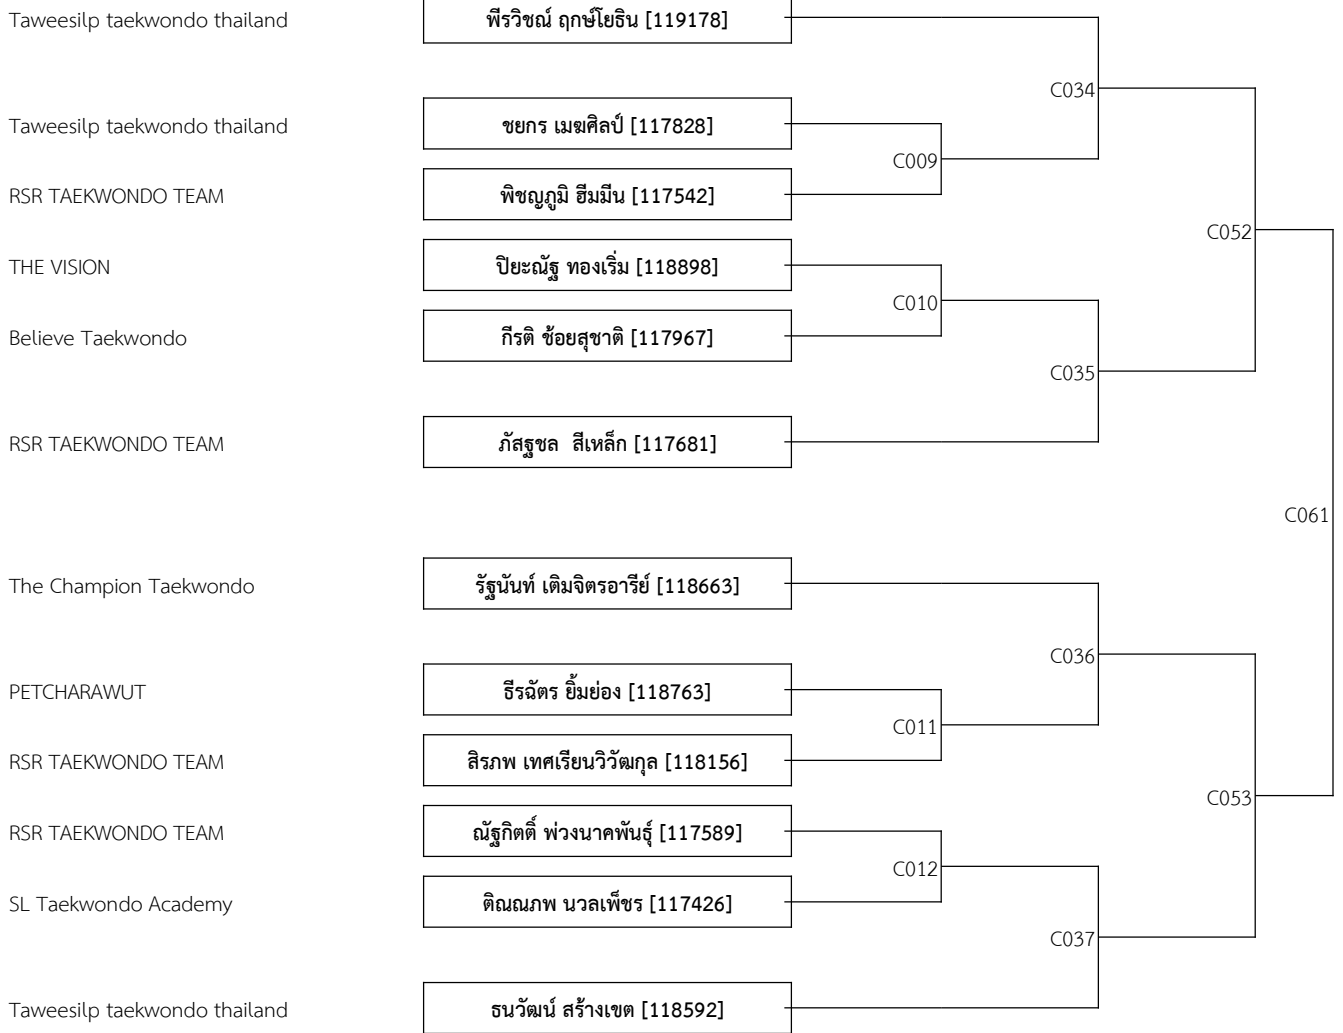 Taweesilp taekwondo thailand พีรวิชณ์ ฤกษ์โยธิน [119178]
C034
Taweesilp taekwondo thailand ชยกร เมฆศิลป์ [117828]
C009
RSR TAEKWONDO TEAM พิชญภูมิ ฮีมมีน [117542]
C052
THE VISION ปิยะณัฐ ทองเริ่ม [118898]
C010
Believe Taekwondo กีรติ ช้อยสุชาติ [117967]
C035
RSR TAEKWONDO TEAM ภัสฐชล  สีเหล็ก [117681]
C061
The Champion Taekwondo รัฐนันท์ เติมจิตรอารีย์ [118663]
C036
PETCHARAWUT ธีรฉัตร ยิ้มย่อง [118763]
C011
RSR TAEKWONDO TEAM สิรภพ เทศเรียนวิวัฒกุล [118156]
C053
RSR TAEKWONDO TEAM ณัฐกิตติ์ พ่วงนาคพันธุ์ [117589]
C012
SL Taekwondo Academy ติณณภพ นวลเพ็ชร [117426]
C037
Taweesilp taekwondo thailand ธนวัฒน์ สร้างเขต [118592]